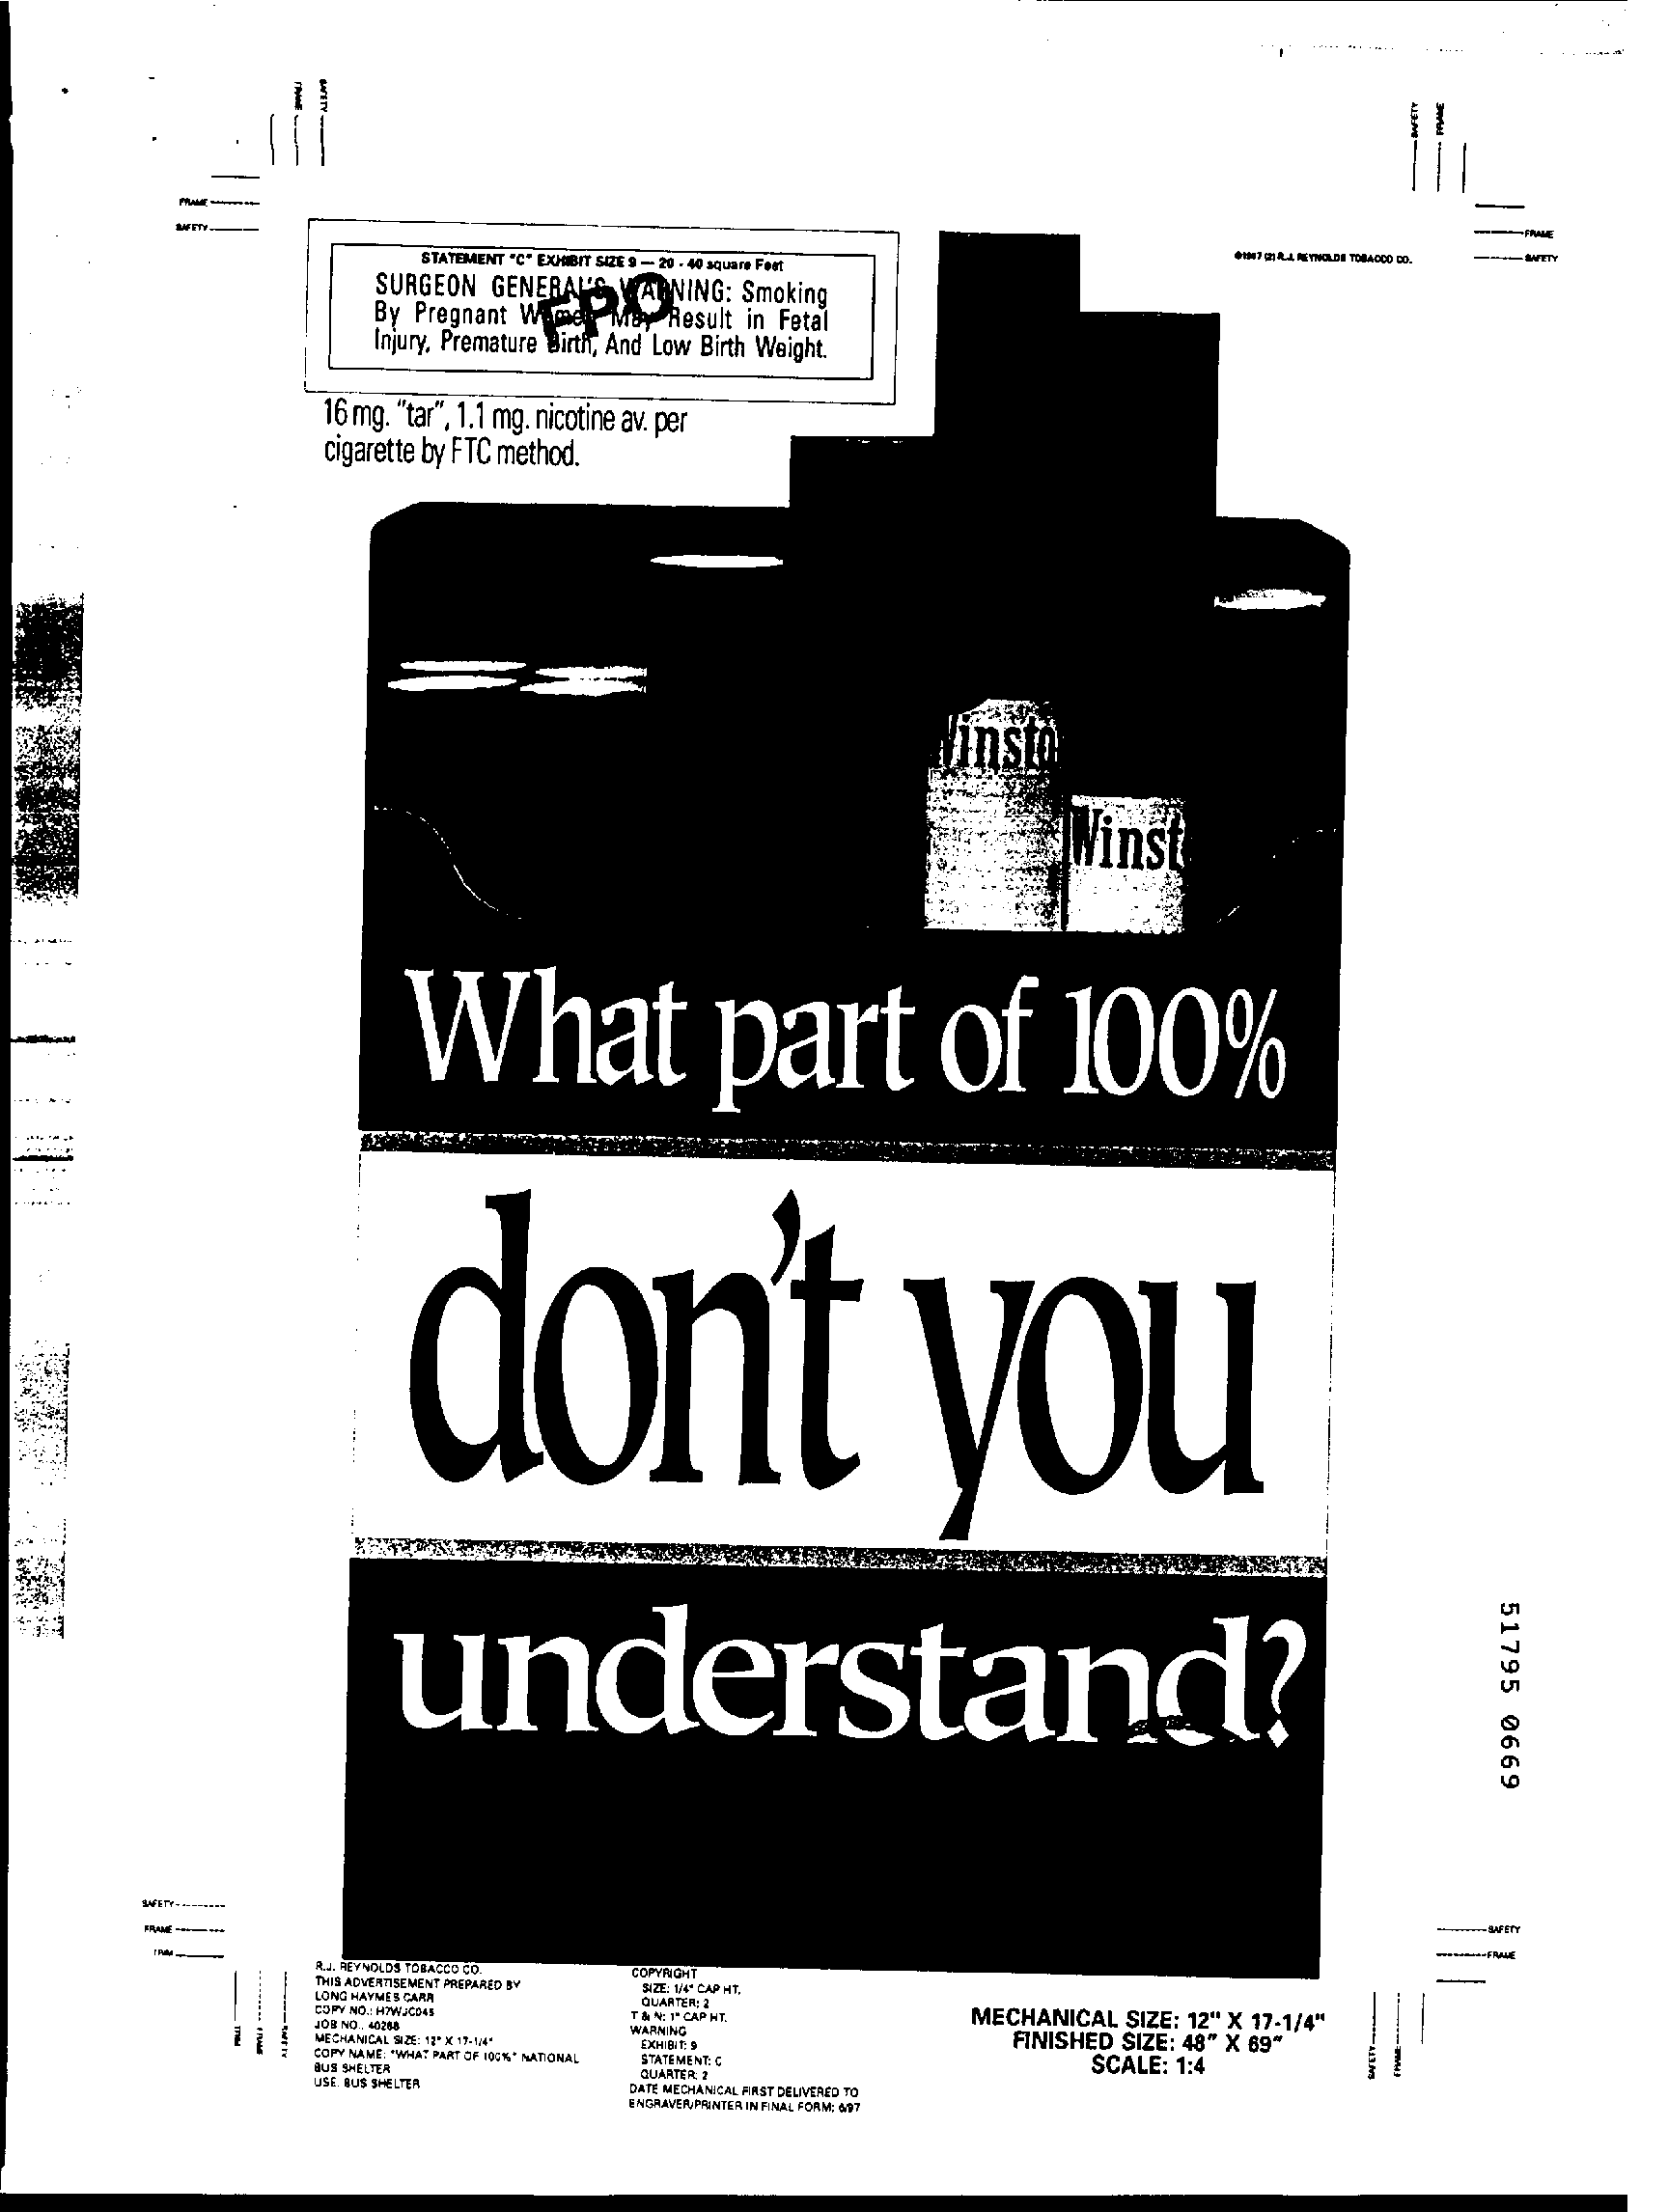 FRAME
SAFETY
SAFETY
FRAME
FRAME
SAFETY
FRAME
SAFETY
©1997 (2) R.J. REYNOLDS TOBACCO CO.
STATEMENT "C" EXHIBIT SIZE 9 — 20 - 40 square Feet
SURGEON GENERAL'S WARNING: Smoking
By Pregnant Women May Result in Fetal
Injury, Premature Birth, And Low Birth Weight.
FPO
16 mg. "tar", 1.1 mg. nicotine av. per
cigarette by FTC method.
Winsto
Winst
What part of 100%
don't you
understand?
51795 0669
SAFETY
FRAME
TRIM
SAFETY
FRAME
TRIM
FRAME
SAFETY
R.J. REYNOLDS TOBACCO CO.
THIS ADVERTISEMENT PREPARED BY
LONG HAYMES CARR
COPY NO.: H7WJC045
JOB NO.. 40268
MECHANICAL SIZE: 12" X 17-1/4"
COPY NAME: "WHAT PART OF 100%" NATIONAL
BUS SHELTER
USE: BUS SHELTER
COPYRIGHT
SIZE: 1/4" CAP HT.
QUARTER: 2
T & N: 1" CAP HT.
WARNING
EXHIBIT: 9
STATEMENT: C
QUARTER: 2
DATE MECHANICAL FIRST DELIVERED TO
ENGRAVER/PRINTER IN FINAL FORM: 6/97
MECHANICAL SIZE: 12" X 17-1/4"
FINISHED SIZE: 48" X 69"
SCALE: 1:4
SAFETY
FRAME